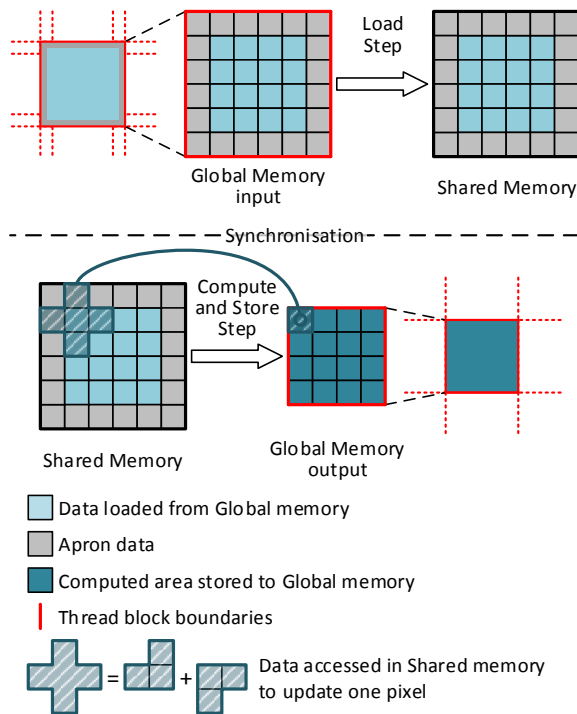 Load
Step
Global Memory
input
Shared Memory
Synchronisation
Compute
and Store
Step
Shared Memory
Global Memory
output
Data loaded from Global memory
Apron data
Computed area stored to Global memory
Thread block boundaries
= +
Data accessed in Shared memory
to update one pixel